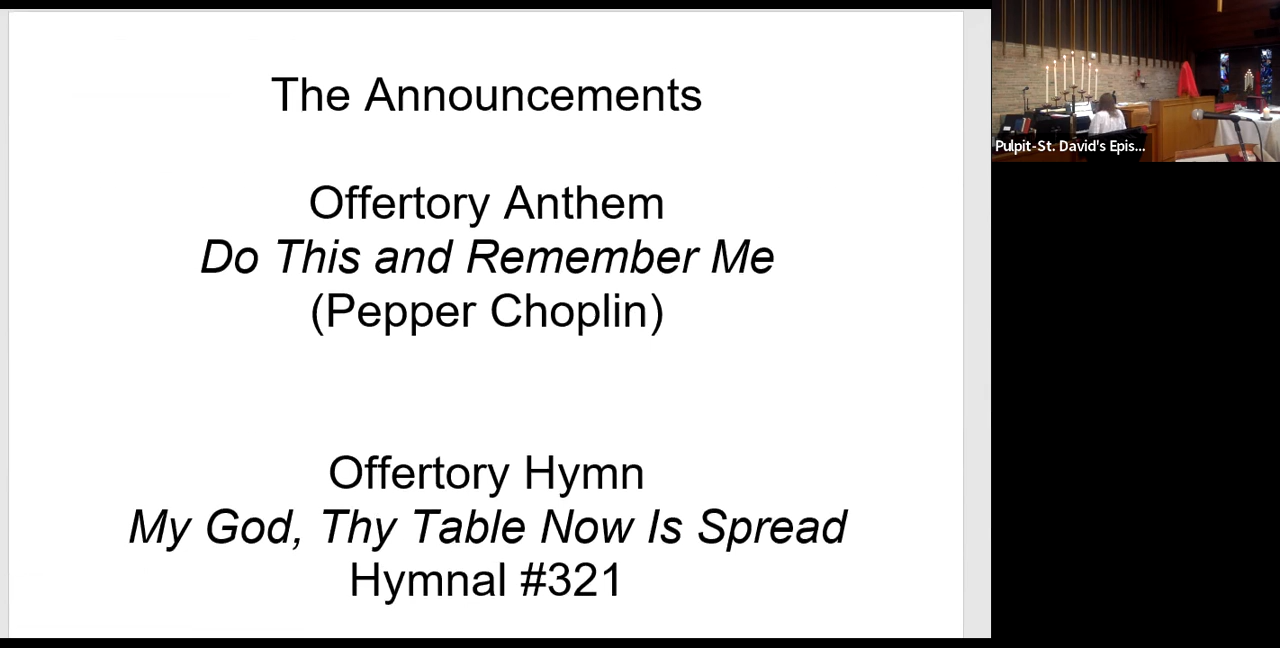 The Announcements
Offertory Anthem
Do This and Remember Me
(Pepper Choplin)
Offertory Hymn
My God, Thy Table Now Is Spread
Hymnal #321
Pulpit-St. David's Epis...